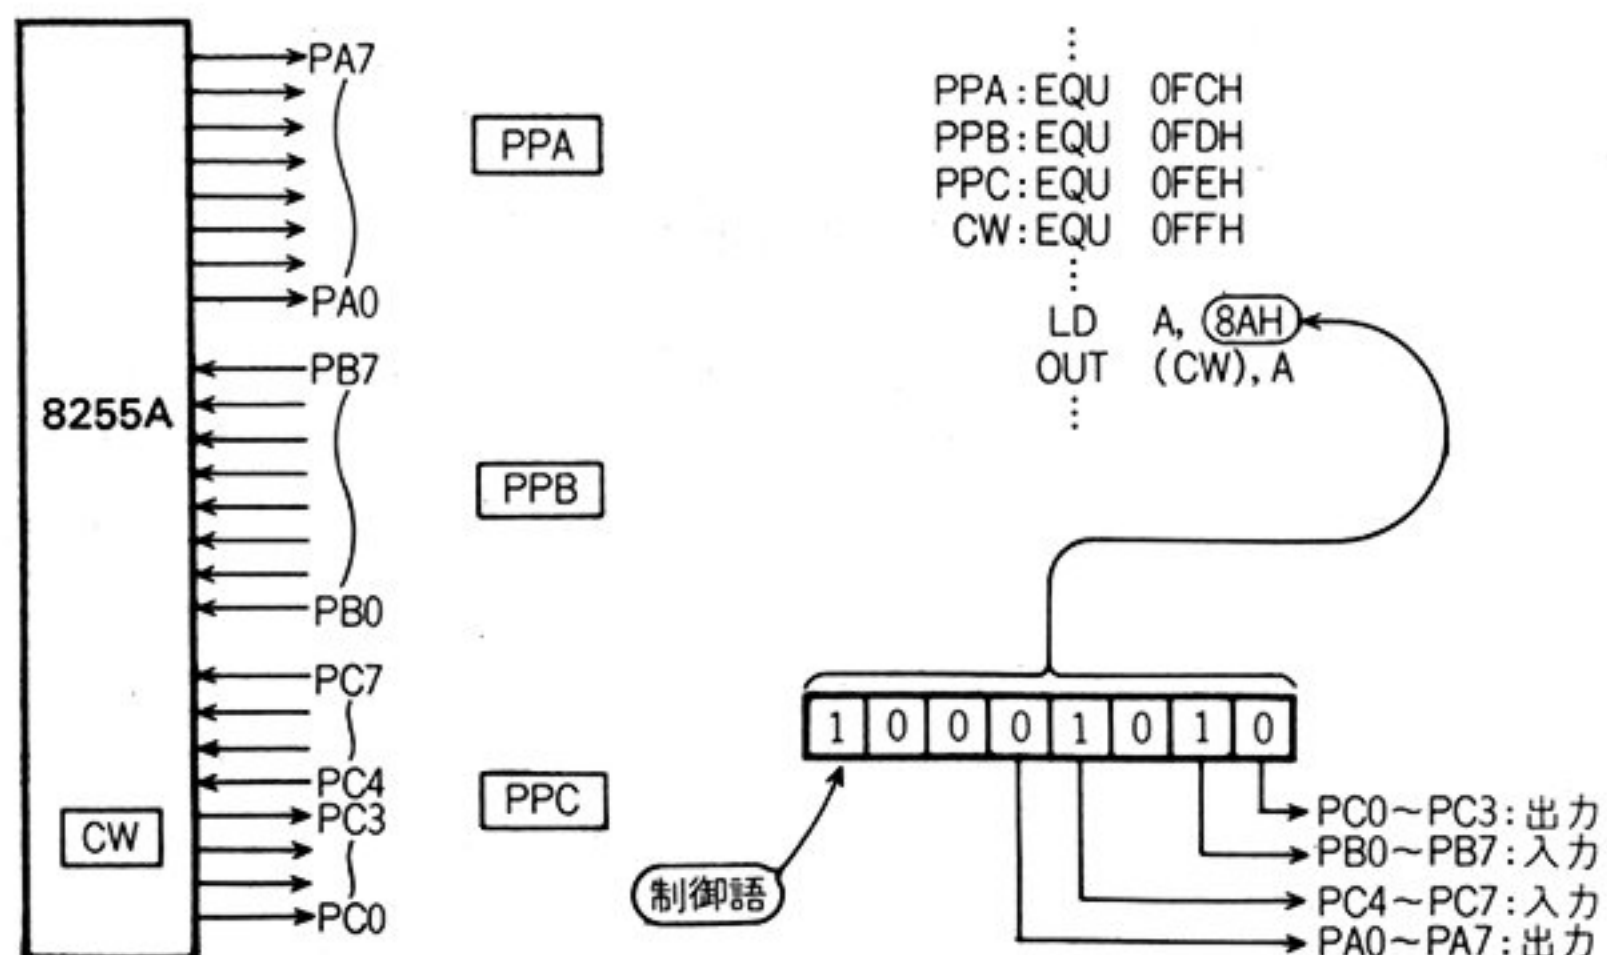 8255A
CW
PA7
PA0
PB7
PB0
PC7
PC4
PC3
PC0
PPA
PPB
PPC
PPA:EQU 0FCH
PPB:EQU 0FDH
PPC:EQU 0FEH
CW:EQU 0FFH
LD A, 8AH
OUT (CW), A
1 0 0 0 1 0 1 0
制御語
PC0～PC3:出力
PB0～PB7:入力
PC4～PC7:入力
PA0～PA7:出力